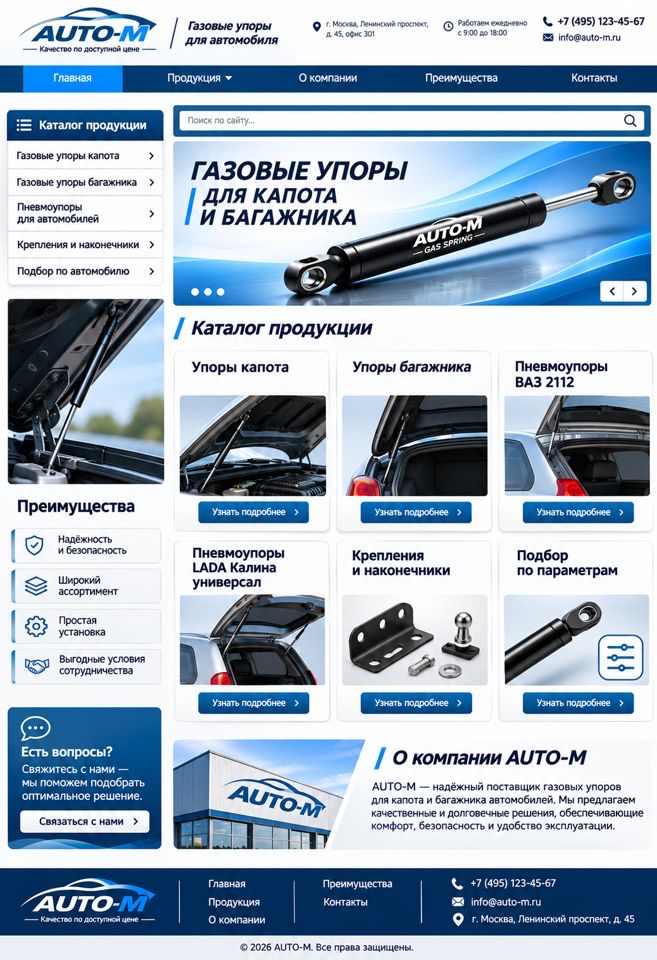 AUTO-M
Качество по доступной цене
Газовые упоры
для автомобиля
г. Москва, Ленинский проспект,
д. 45, офис 301
Работаем ежедневно
с 9:00 до 18:00
+7 (495) 123-45-67
info@auto-m.ru
Главная
Продукция
О компании
Преимущества
Контакты
Каталог продукции
Газовые упоры капота
Газовые упоры багажника
Пневмоупоры
для автомобилей
Крепления и наконечники
Подбор по автомобилю
Поиск по сайту...
ГАЗОВЫЕ УПОРЫ
ДЛЯ КАПОТА
И БАГАЖНИКА
AUTO-M
GAS SPRING
Каталог продукции
Упоры капота
Узнать подробнее
Упоры багажника
Узнать подробнее
Пневмоупоры
ВАЗ 2112
Узнать подробнее
Пневмоупоры
LADA Калина
универсал
Узнать подробнее
Крепления
и наконечники
Узнать подробнее
Подбор
по параметрам
Узнать подробнее
Преимущества
Надёжность
и безопасность
Широкий
ассортимент
Простая
установка
Выгодные условия
сотрудничества
Есть вопросы?
Свяжитесь с нами —
мы поможем подобрать
оптимальное решение.
Связаться с нами
AUTO-M
О компании AUTO-M
AUTO-M — надёжный поставщик газовых упоров
для капота и багажника автомобилей. Мы предлагаем
качественные и долговечные решения, обеспечивающие
комфорт, безопасность и удобство эксплуатации.
AUTO-M
Качество по доступной цене
Главная
Продукция
О компании
Преимущества
Контакты
+7 (495) 123-45-67
info@auto-m.ru
г. Москва, Ленинский проспект, д. 45
© 2026 AUTO-M. Все права защищены.